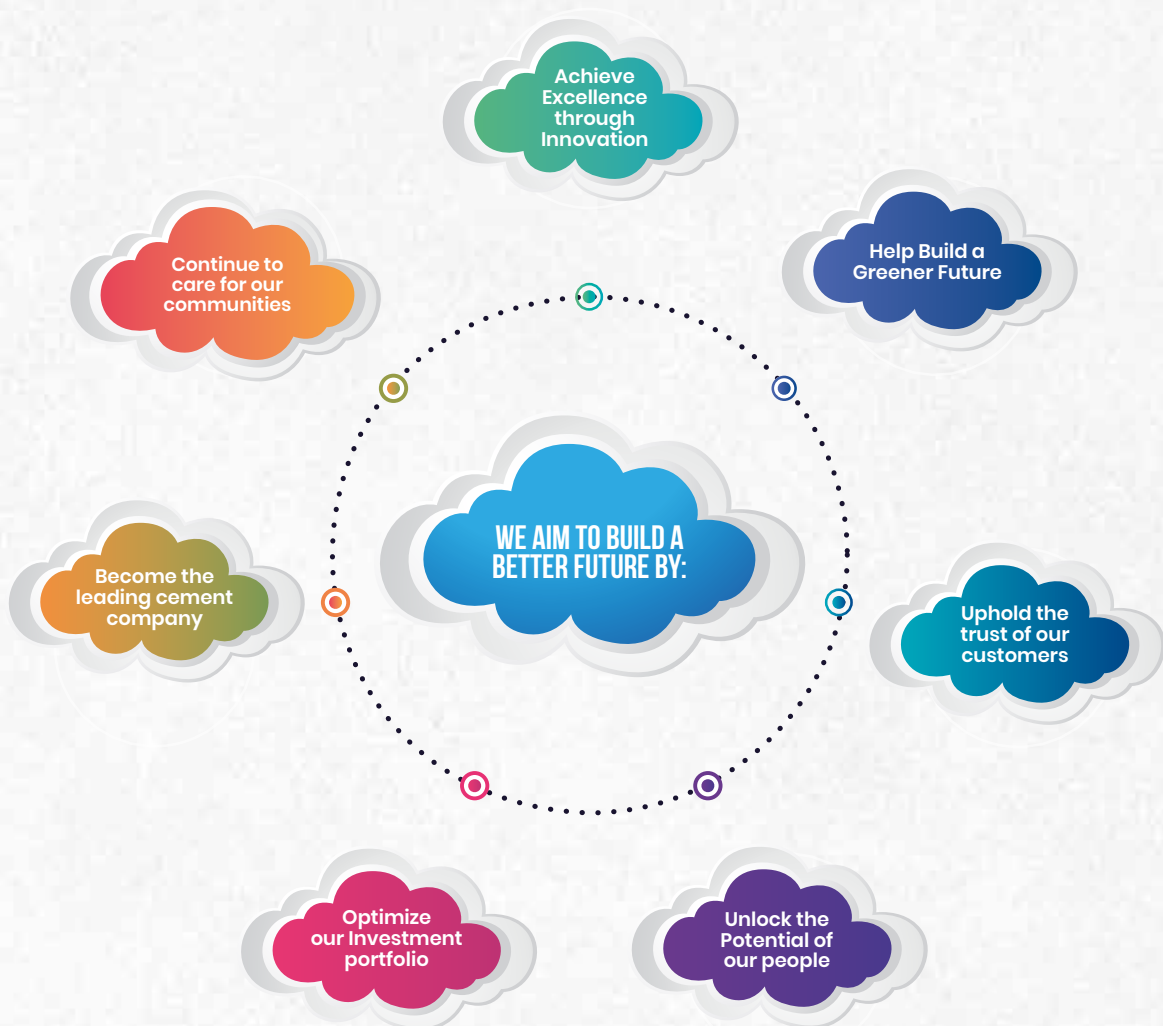 Achieve
Excellence
through
Innovation
Help Build a
Greener Future
Continue to
care for our
communities
WE AIM TO BUILD A
BETTER FUTURE BY:
Become the
leading cement
company
Uphold the
trust of our
customers
Optimize
our Investment
portfolio
Unlock the
Potential of
our people